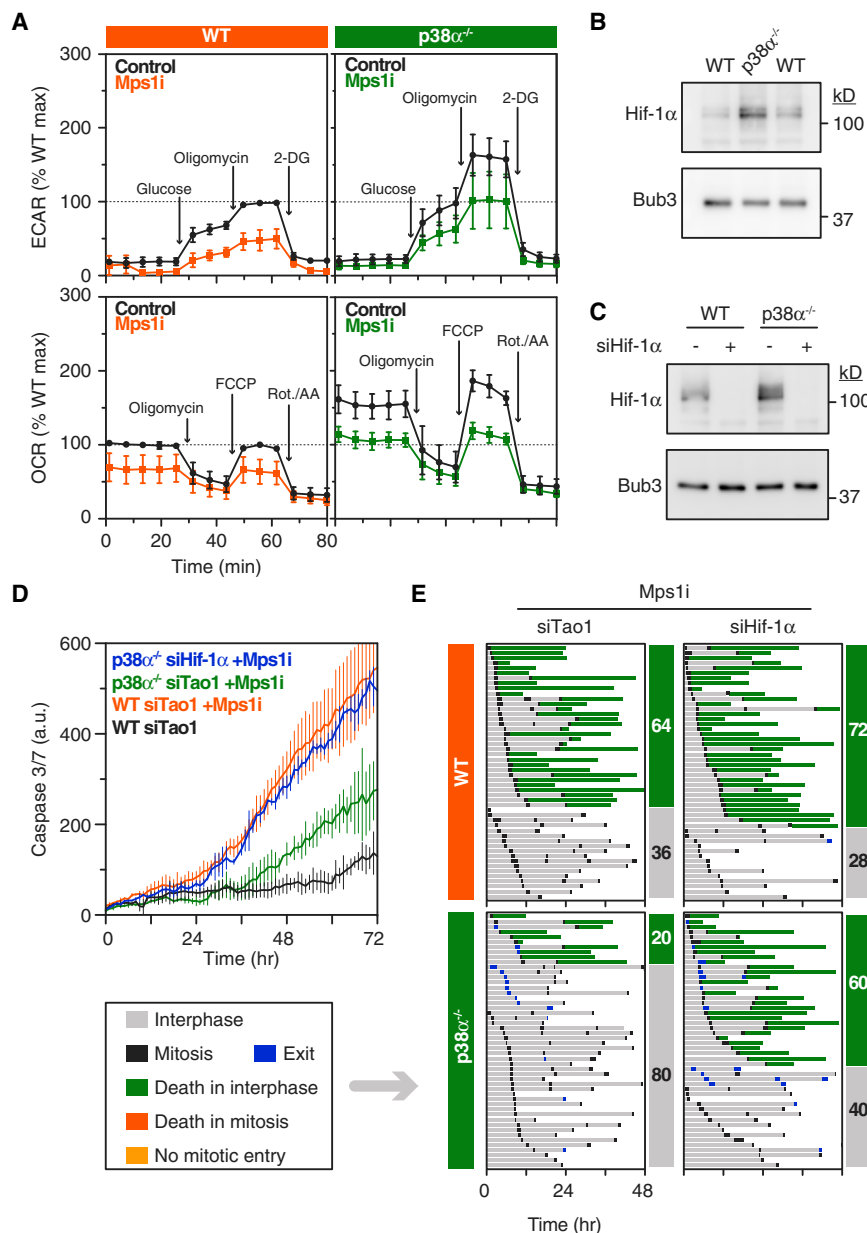 A
WT
p38α-/-
300
200
100
0
ECAR (% WT max)
Control
Mps1i
Glucose
Oligomycin
2-DG
Control
Mps1i
Glucose
Oligomycin
2-DG
300
200
100
0
OCR (% WT max)
Control
Mps1i
Oligomycin
FCCP
Rot./AA
Control
Mps1i
Oligomycin
FCCP
Rot./AA
0 20 40 60 80
Time (min)
B
WT p38α-/- WT
kD
Hif-1α
100
Bub3
37
C
WT p38α-/-
siHif-1α - + - +
kD
Hif-1α
100
Bub3
37
D
600
400
200
0
Caspase 3/7 (a.u.)
p38α-/- siHif-1α +Mps1i
p38α-/- siTao1 +Mps1i
WT siTao1 +Mps1i
WT siTao1
0 24 48 72
Time (hr)
Interphase
Mitosis Exit
Death in interphase
Death in mitosis
No mitotic entry
E
Mps1i
siTao1 siHif-1α
WT
64
36
72
28
p38α-/-
20
80
60
40
0 24 48
Time (hr)